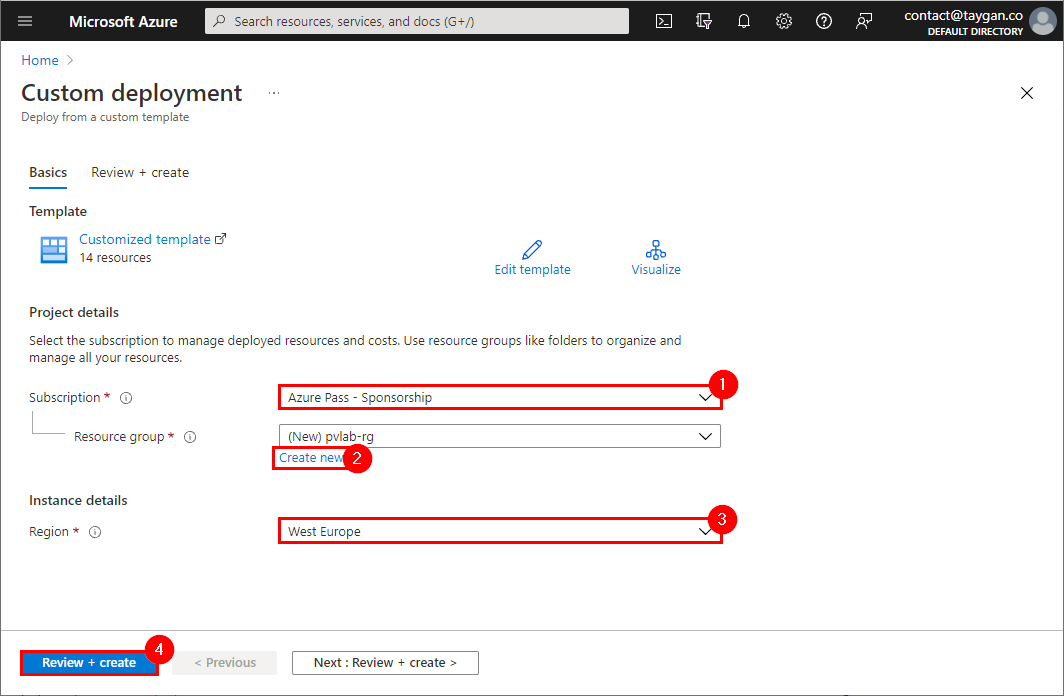 Microsoft Azure
Search resources, services, and docs (G+/)
contact@taygan.co
DEFAULT DIRECTORY
Home
Custom deployment
...
Deploy from a custom template
Basics
Review + create
Template
Customized template
14 resources
Edit template
Visualize
Project details
Select the subscription to manage deployed resources and costs. Use resource groups like folders to organize and
manage all your resources.
Subscription *
Azure Pass - Sponsorship
1
Resource group *
(New) pvlab-rg
Create new
2
Instance details
Region *
West Europe
3
Review + create
4
< Previous
Next : Review + create >